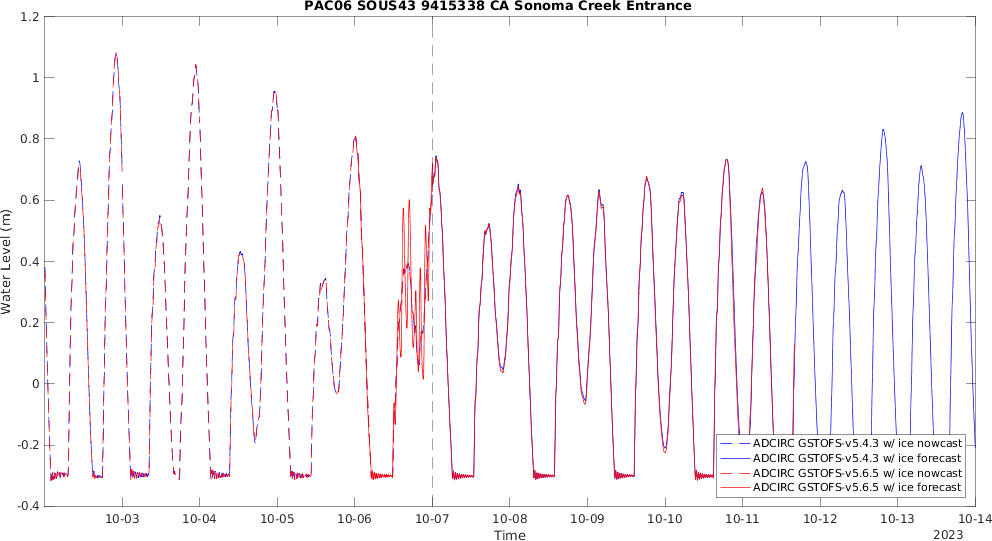 PAC06 SOUS43 9415338 CA Sonoma Creek Entrance
1.2
1
0.8
0.6
0.4
0.2
0
-0.2
-0.4
Water Level (m)
ADCIRC GSTOFS-v5.4.3 w/ ice nowcast
ADCIRC GSTOFS-v5.4.3 w/ ice forecast
ADCIRC GSTOFS-v5.6.5 w/ ice nowcast
ADCIRC GSTOFS-v5.6.5 w/ ice forecast
10-03 10-04 10-05 10-06 10-07 10-08 10-09 10-10 10-11 10-12 10-13 10-14
Time
2023